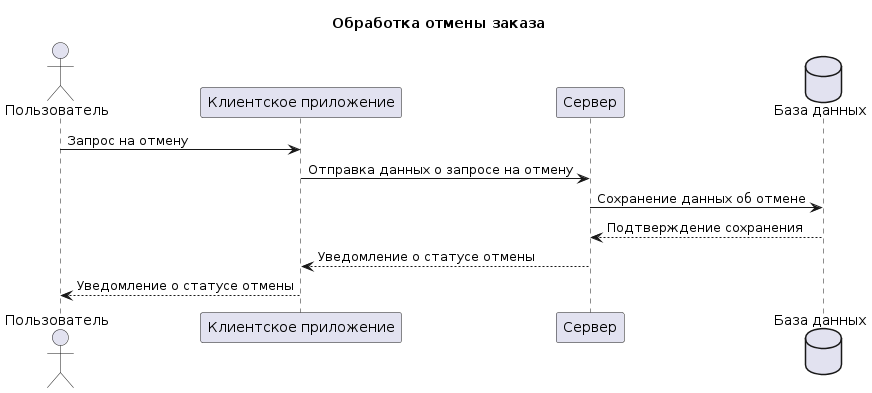 Обработка отмены заказа
Пользователь
Клиентское приложение
Сервер
База данных
Запрос на отмену
Отправка данных о запросе на отмену
Сохранение данных об отмене
Подтверждение сохранения
Уведомление о статусе отмены
Уведомление о статусе отмены
Пользователь
Клиентское приложение
Сервер
База данных